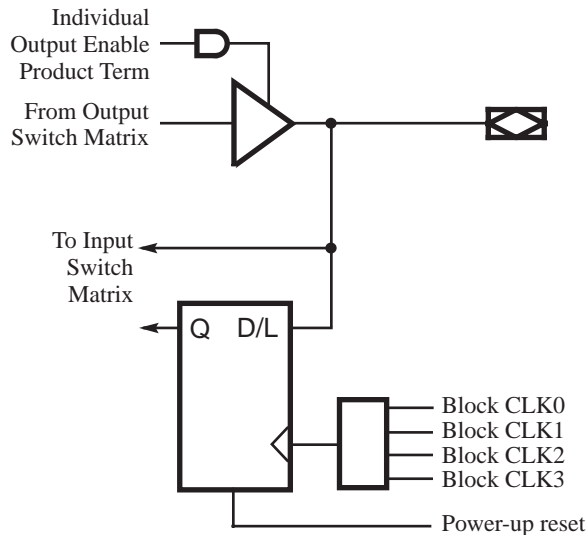 Individual
Output Enable
Product Term
From Output
Switch Matrix
To Input
Switch
Matrix
Q D/L
Block CLK0
Block CLK1
Block CLK2
Block CLK3
Power-up reset